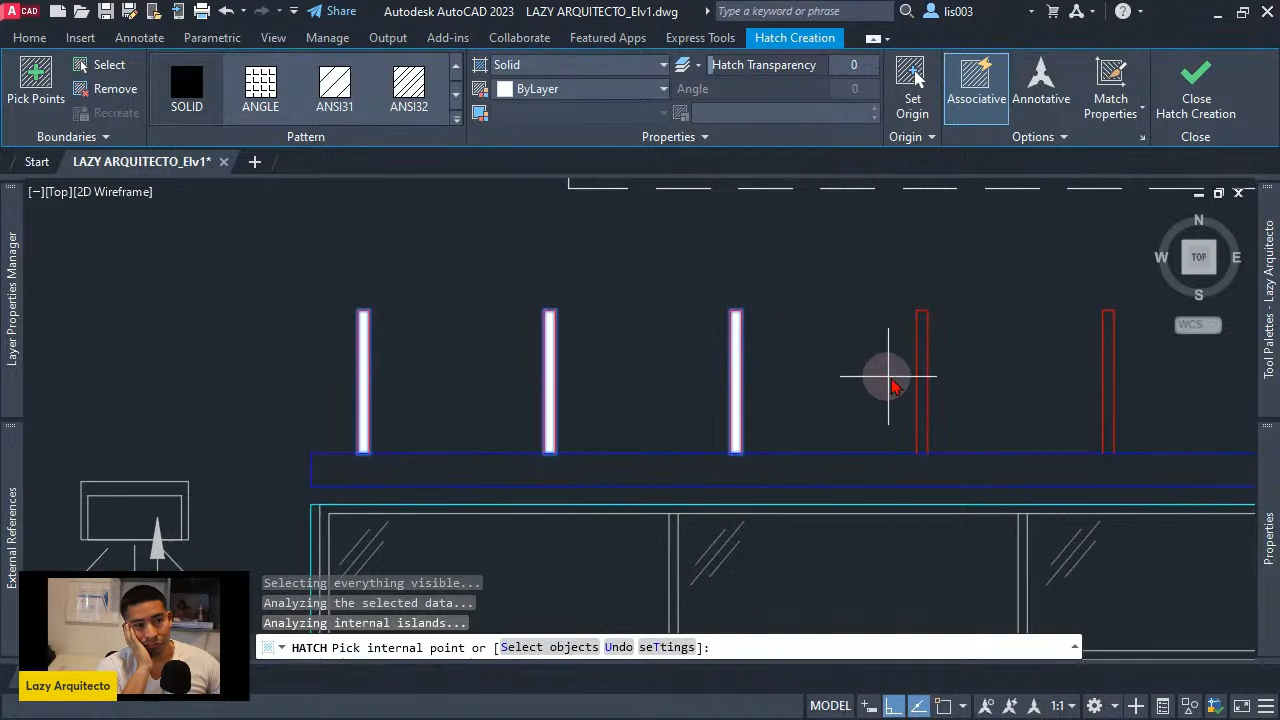 CAD
Share
Autodesk AutoCAD 2023
LAZY ARQUITECTO_Elv1.dwg
Type a keyword or phrase
lis003
Home
Insert
Annotate
Parametric
View
Manage
Output
Add-ins
Collaborate
Featured Apps
Express Tools
Hatch Creation
Pick Points
Select
Remove
Recreate
SOLID
ANGLE
ANSI31
ANSI32
Solid
ByLayer
Hatch Transparency
0
Angle
0
Set Origin
Associative
Annotative
Match Properties
Close Hatch Creation
Boundaries
Pattern
Properties
Origin
Options
Close
Start
LAZY ARQUITECTO_Elv1*
[−][Top][2D Wireframe]
Layer Properties Manager
External References
Tool Palettes - Lazy Arquitecto
Properties
N
W
TOP
E
S
WCS
Selecting everything visible...
Analyzing the selected data...
Analyzing internal islands...
HATCH Pick internal point or [Select objects Undo seTtings]:
Lazy Arquitecto
MODEL
1:1